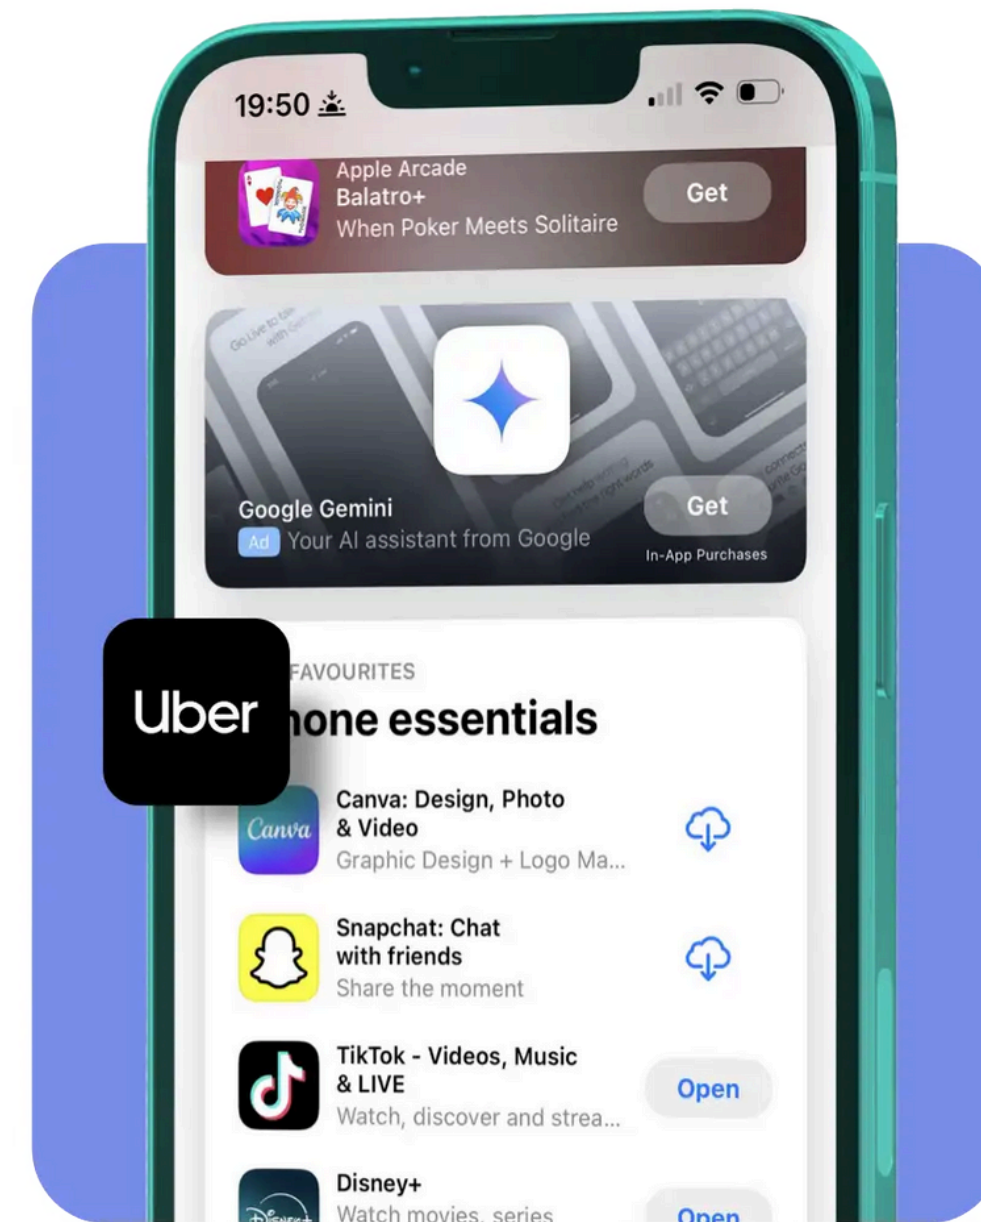 19:50
Apple Arcade
Balatro+
When Poker Meets Solitaire
Get
Google Gemini
Ad Your AI assistant from Google
Get
In-App Purchases
FAVOURITES
Uber
hone essentials
Canva
Canva: Design, Photo
& Video
Graphic Design + Logo Ma...
Snapchat: Chat
with friends
Share the moment
TikTok - Videos, Music
& LIVE
Watch, discover and strea...
Open
Disney+
Disney+
Watch movies, series
Open